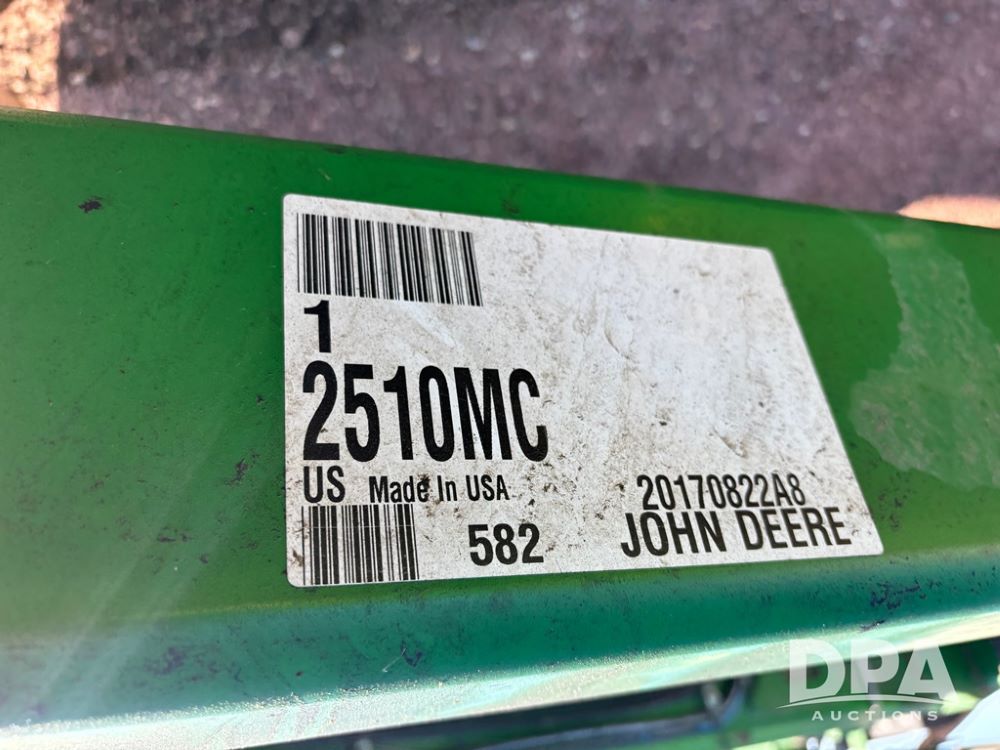 1
2510MC
US Made In USA
582
20170822A8
JOHN DEERE
DPA
AUCTIONS